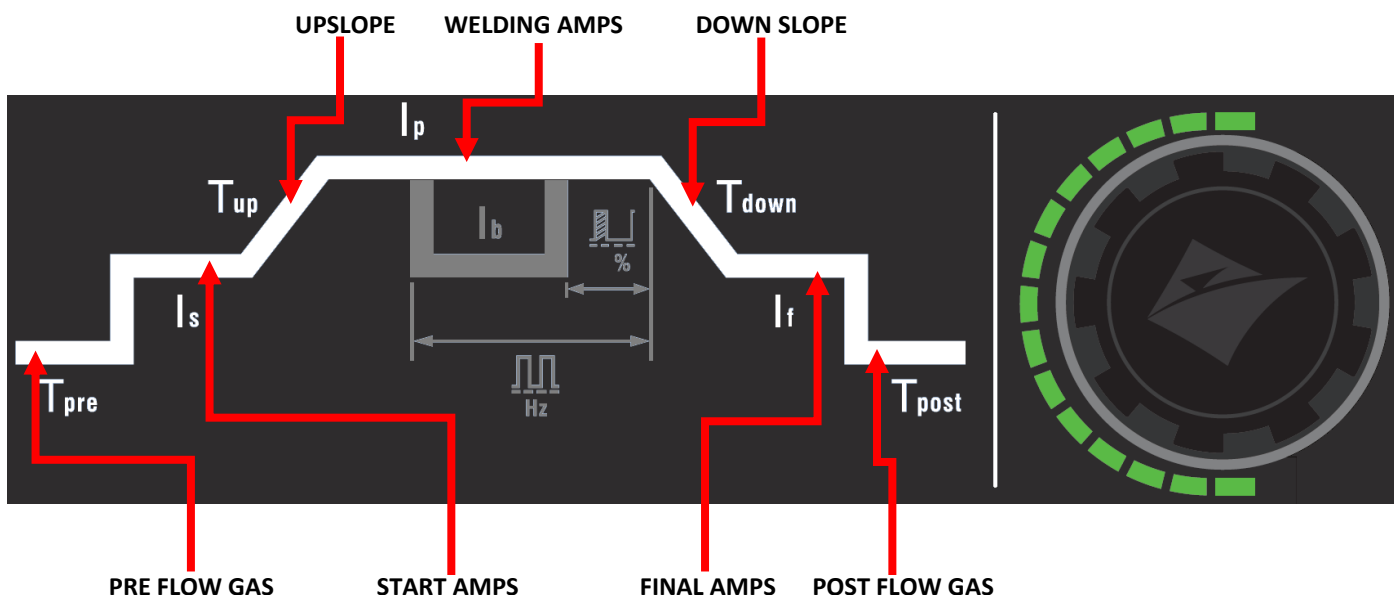 UPSLOPE WELDING AMPS DOWN SLOPE
Ip
Tup
Tdown
Ib
%
Is
If
Tpre
Hz
Tpost
PRE FLOW GAS START AMPS FINAL AMPS POST FLOW GAS